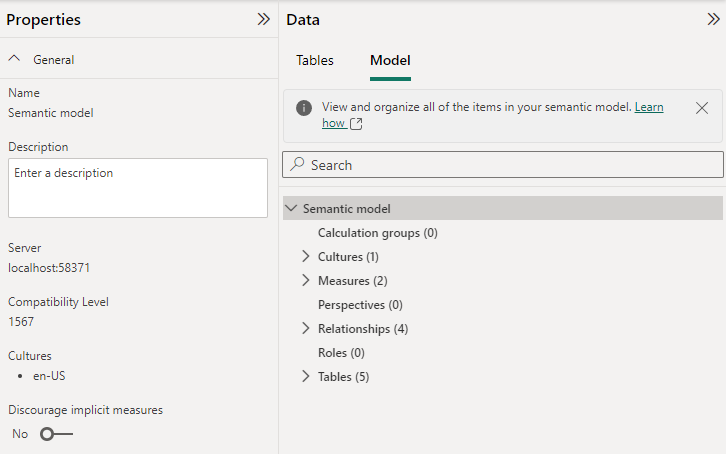 Properties
General
Name
Semantic model
Description
Enter a description
Server
localhost:58371
Compatibility Level
1567
Cultures
en-US
Discourage implicit measures
No
Data
Tables
Model
View and organize all of the items in your semantic model. Learn
how
Search
Semantic model
Calculation groups (0)
Cultures (1)
Measures (2)
Perspectives (0)
Relationships (4)
Roles (0)
Tables (5)